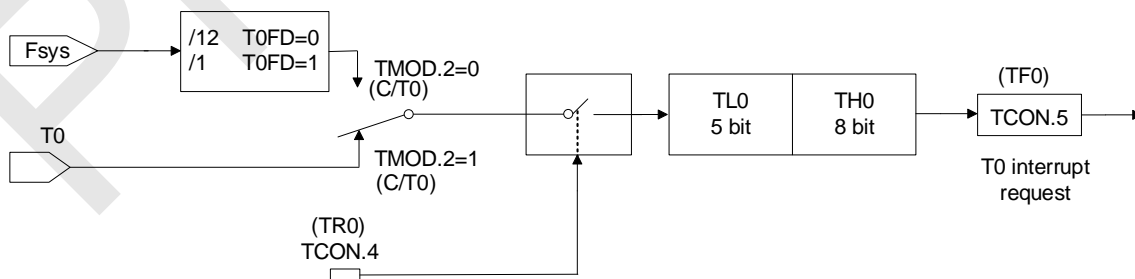 Fsys
/12 T0FD=0
/1 T0FD=1
TMOD.2=0
(C/T0)
T0
TMOD.2=1
(C/T0)
(TR0)
TCON.4
TL0
5 bit
TH0
8 bit
(TF0)
TCON.5
T0 interrupt
request